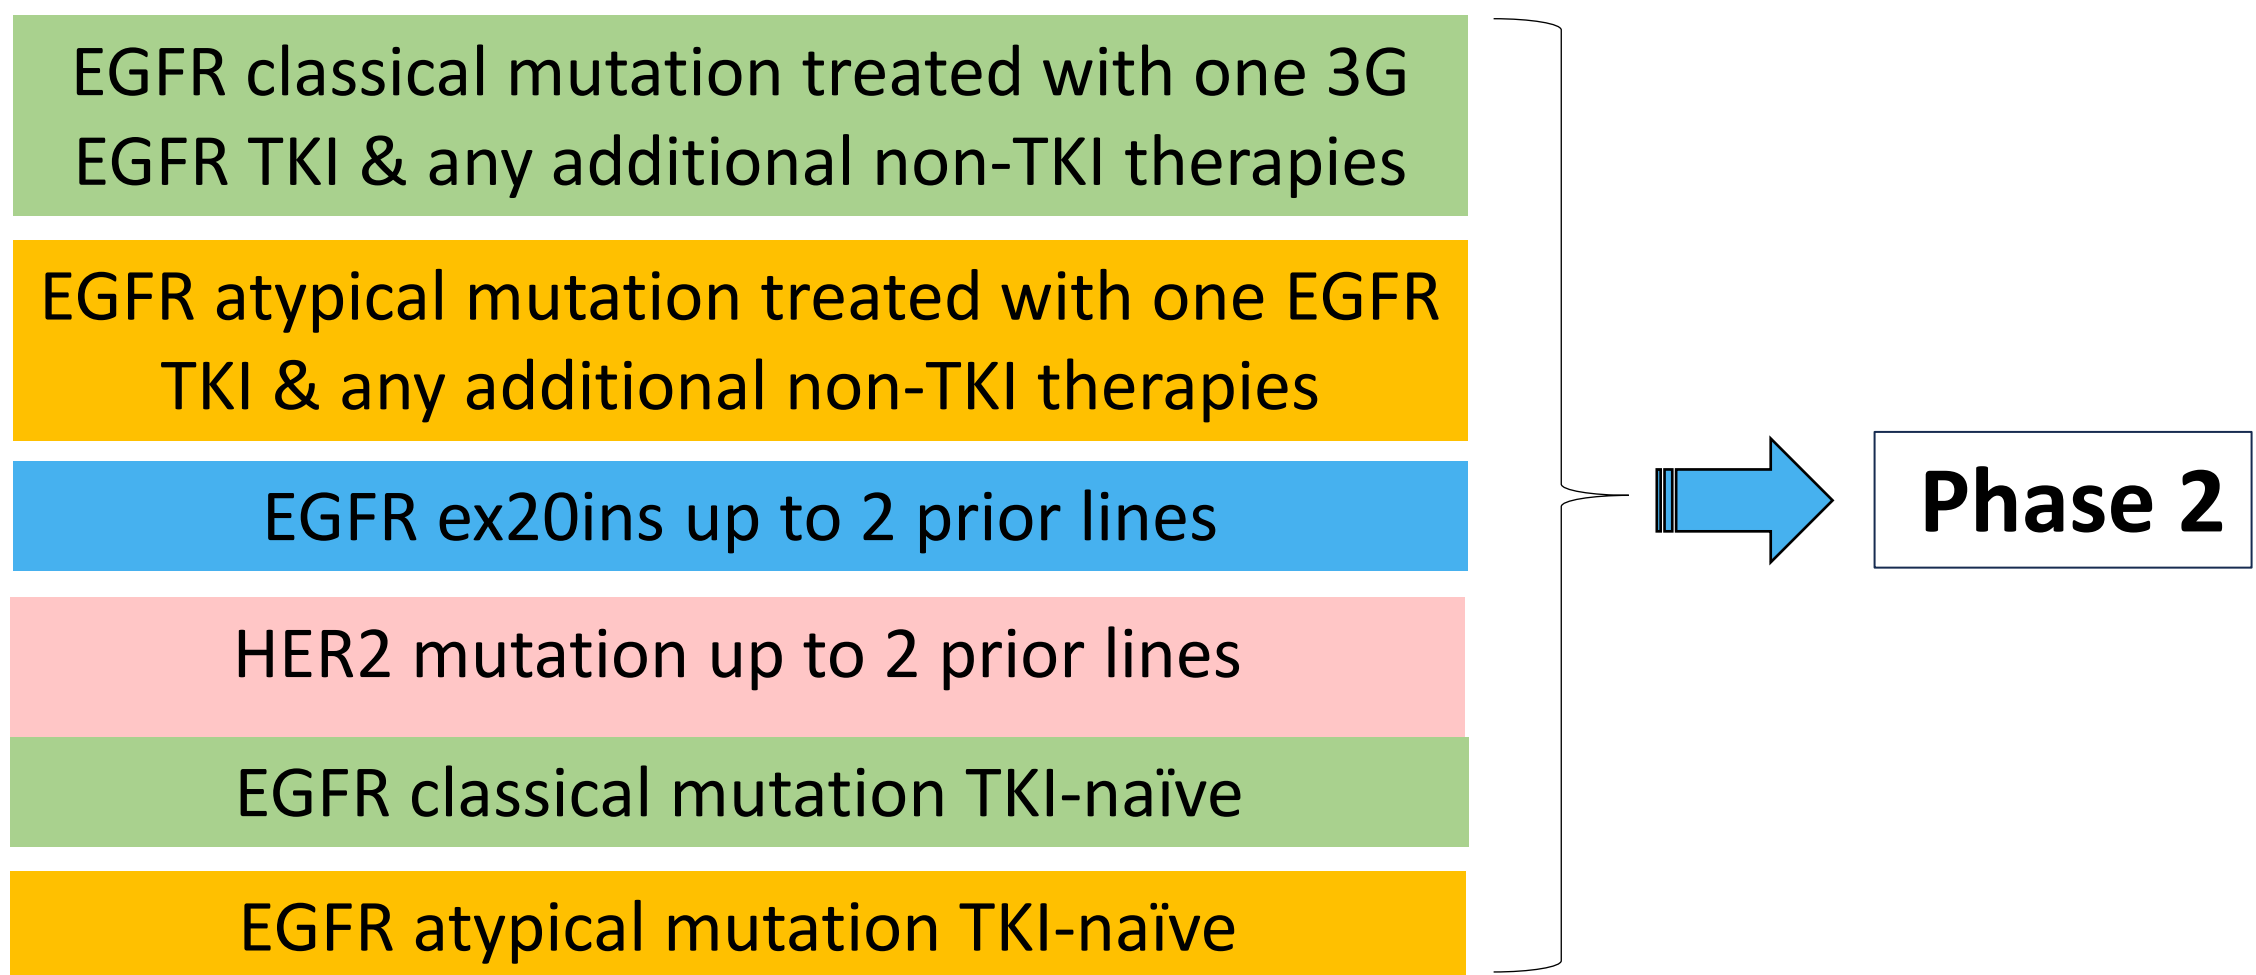 EGFR classical mutation treated with one 3G
EGFR TKI & any additional non-TKI therapies
EGFR atypical mutation treated with one EGFR
TKI & any additional non-TKI therapies
EGFR ex20ins up to 2 prior lines
HER2 mutation up to 2 prior lines
EGFR classical mutation TKI-naïve
EGFR atypical mutation TKI-naïve
Phase 2